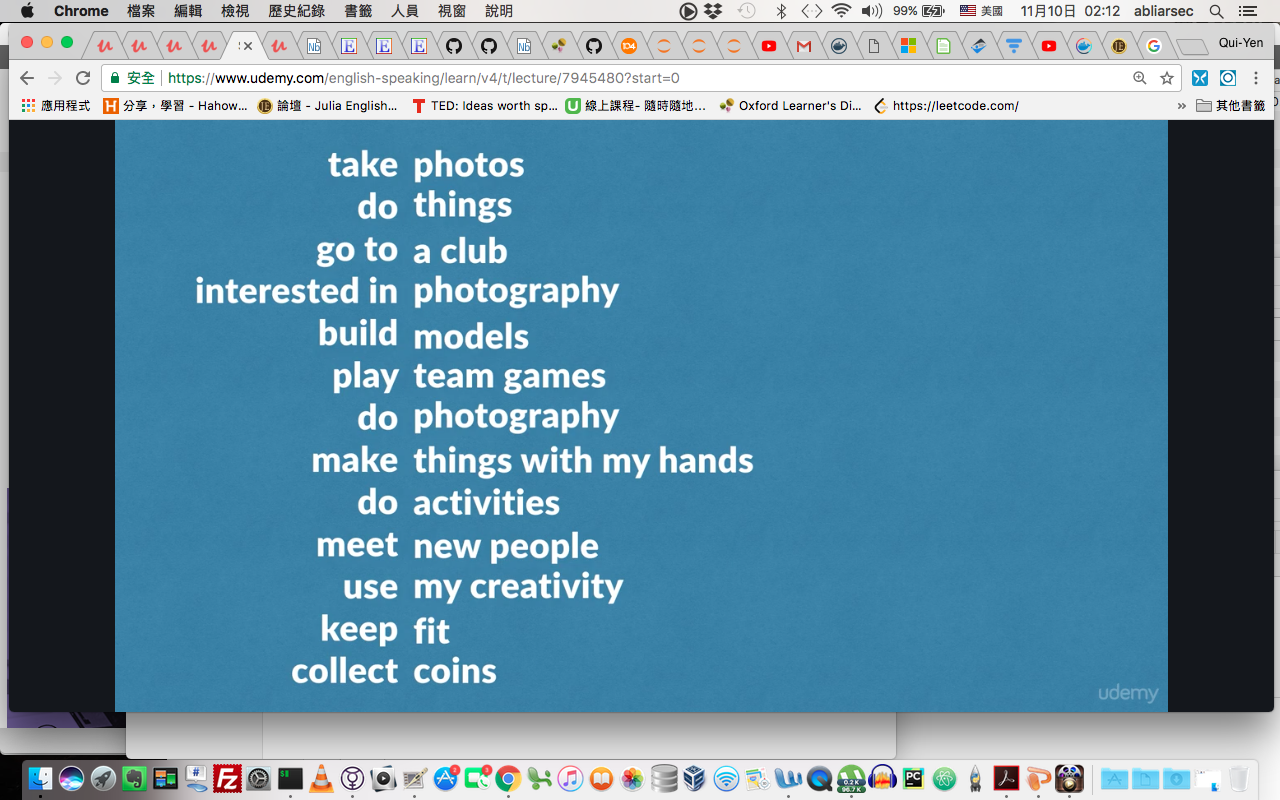 Chrome 檔案 編輯 檢視 歷史紀錄 書籤 人員 視窗 說明 99% 美國 11月10日 02:12 abliarsec
Qui-Yen
安全 https://www.udemy.com/english-speaking/learn/v4/t/lecture/7945480?start=0
應用程式 分享，學習 - Hahow... 論壇 - Julia English... TED: Ideas worth sp... 線上課程- 隨時隨地... Oxford Learner's Di... https://leetcode.com/ » 其他書籤
take photos
do things
go to a club
interested in photography
build models
play team games
do photography
make things with my hands
do activities
meet new people
use my creativity
keep fit
collect coins
udemy